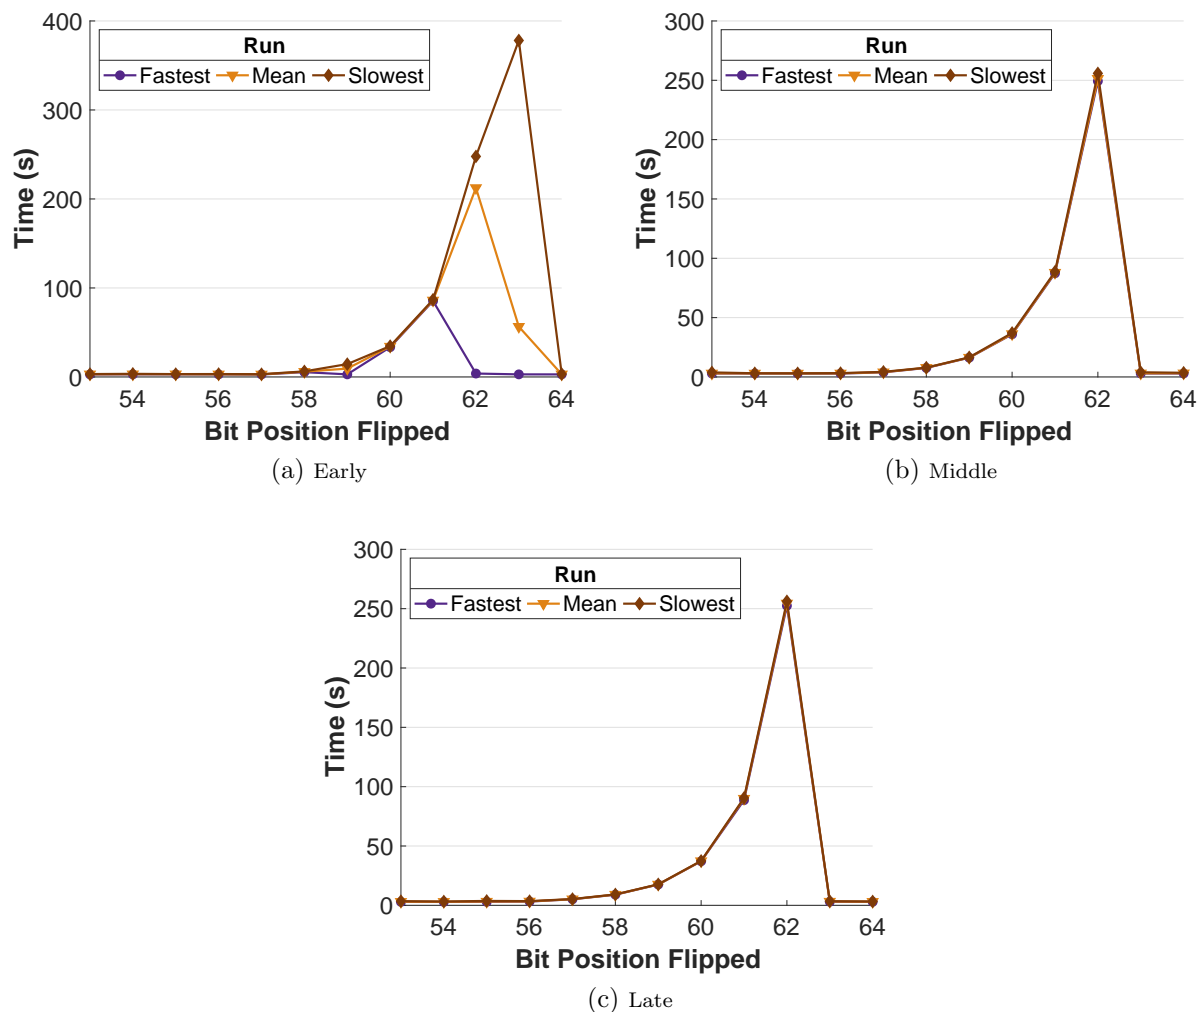 400
300
200
100
0
Time (s)
Run
Fastest Mean Slowest
54 56 58 60 62 64
Bit Position Flipped
(a) Early
300
250
200
150
100
50
0
Time (s)
Run
Fastest Mean Slowest
54 56 58 60 62 64
Bit Position Flipped
(b) Middle
300
250
200
150
100
50
0
Time (s)
Run
Fastest Mean Slowest
54 56 58 60 62 64
Bit Position Flipped
(c) Late